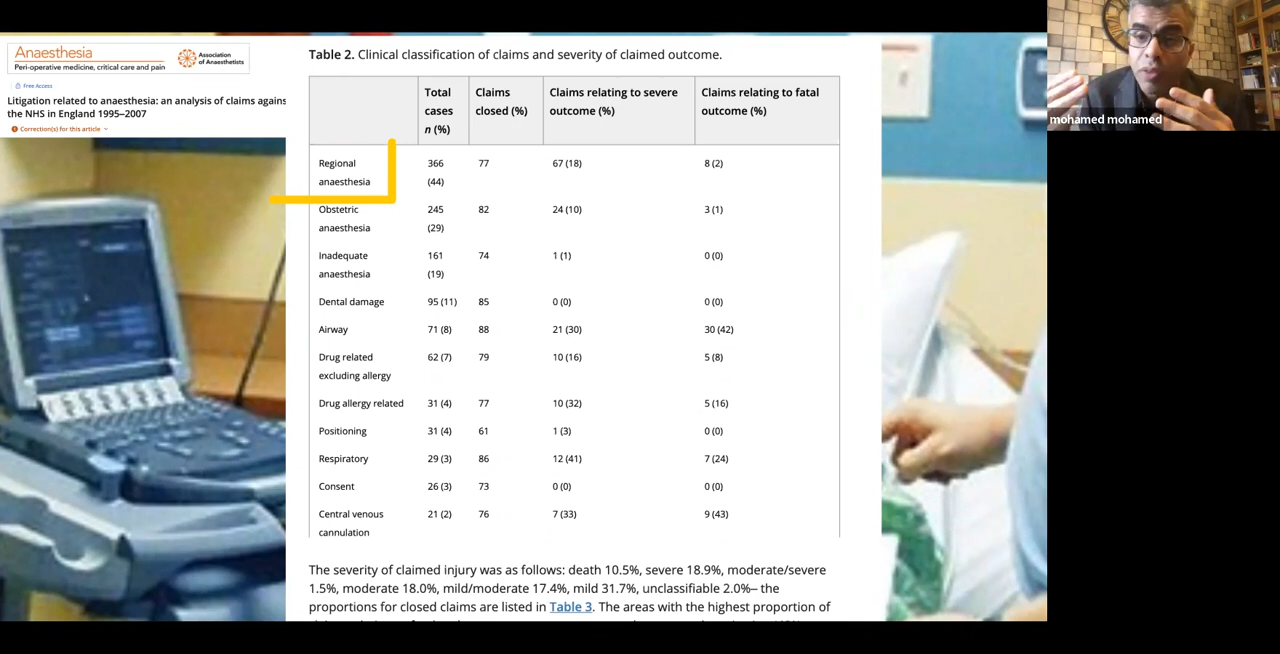 Anaesthesia
Peri-operative medicine, critical care and pain
Association
of Anaesthetists
Free Access
Litigation related to anaesthesia: an analysis of claims agains
the NHS in England 1995–2007
Correction(s) for this article
mohamed mohamed
Table 2. Clinical classification of claims and severity of claimed outcome.
Total cases n (%) Claims closed (%) Claims relating to severe outcome (%) Claims relating to fatal outcome (%)
Regional anaesthesia 366 (44) 77 67 (18) 8 (2)
Obstetric anaesthesia 245 (29) 82 24 (10) 3 (1)
Inadequate anaesthesia 161 (19) 74 1 (1) 0 (0)
Dental damage 95 (11) 85 0 (0) 0 (0)
Airway 71 (8) 88 21 (30) 30 (42)
Drug related excluding allergy 62 (7) 79 10 (16) 5 (8)
Drug allergy related 31 (4) 77 10 (32) 5 (16)
Positioning 31 (4) 61 1 (3) 0 (0)
Respiratory 29 (3) 86 12 (41) 7 (24)
Consent 26 (3) 73 0 (0) 0 (0)
Central venous cannulation 21 (2) 76 7 (33) 9 (43)
The severity of claimed injury was as follows: death 10.5%, severe 18.9%, moderate/severe
1.5%, moderate 18.0%, mild/moderate 17.4%, mild 31.7%, unclassifiable 2.0%– the
proportions for closed claims are listed in Table 3. The areas with the highest proportion of